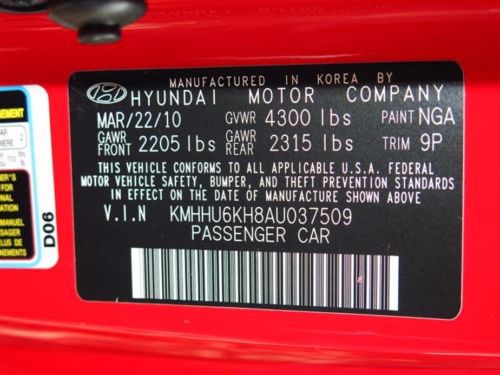 MANUFACTURED IN KOREA BY
HYUNDAI MOTOR COMPANY
MAR/22/10 GVWR 4300 lbs PAINT NGA
GAWR FRONT 2205 lbs GAWR REAR 2315 lbs TRIM 9P
THIS VEHICLE CONFORMS TO ALL APPLICABLE U.S.A. FEDERAL
MOTOR VEHICLE SAFETY, BUMPER, AND THEFT PREVENTION STANDARDS
IN EFFECT ON THE DATE OF MANUFACTURE SHOWN ABOVE
V.I.N KMHHU6KH8AU037509
PASSENGER CAR
D06
MANUEL